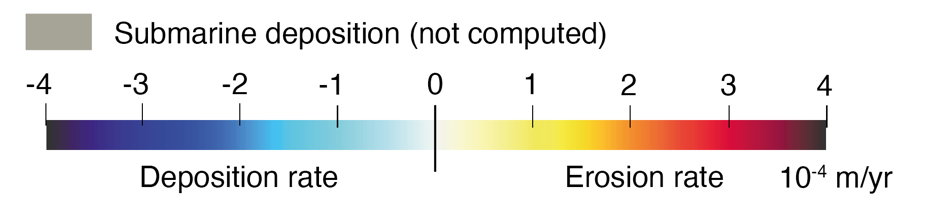 Submarine deposition (not computed)
-4 -3 -2 -1 0 1 2 3 4
Deposition rate Erosion rate 10⁻⁴ m/yr